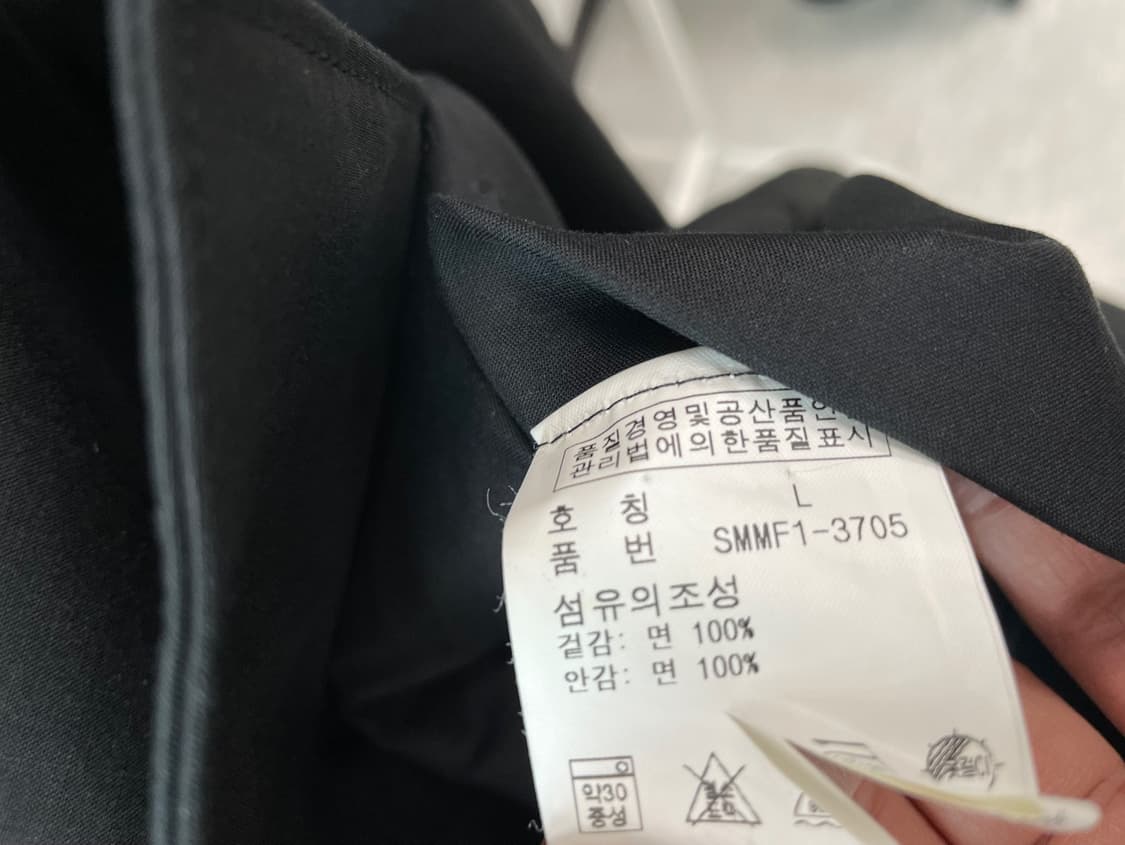 품질경영및공산품안
관리법에의한품질표시
호 칭 L
품 번 SMMF1-3705
섬유의조성
겉감: 면 100%
안감: 면 100%
약30
중성